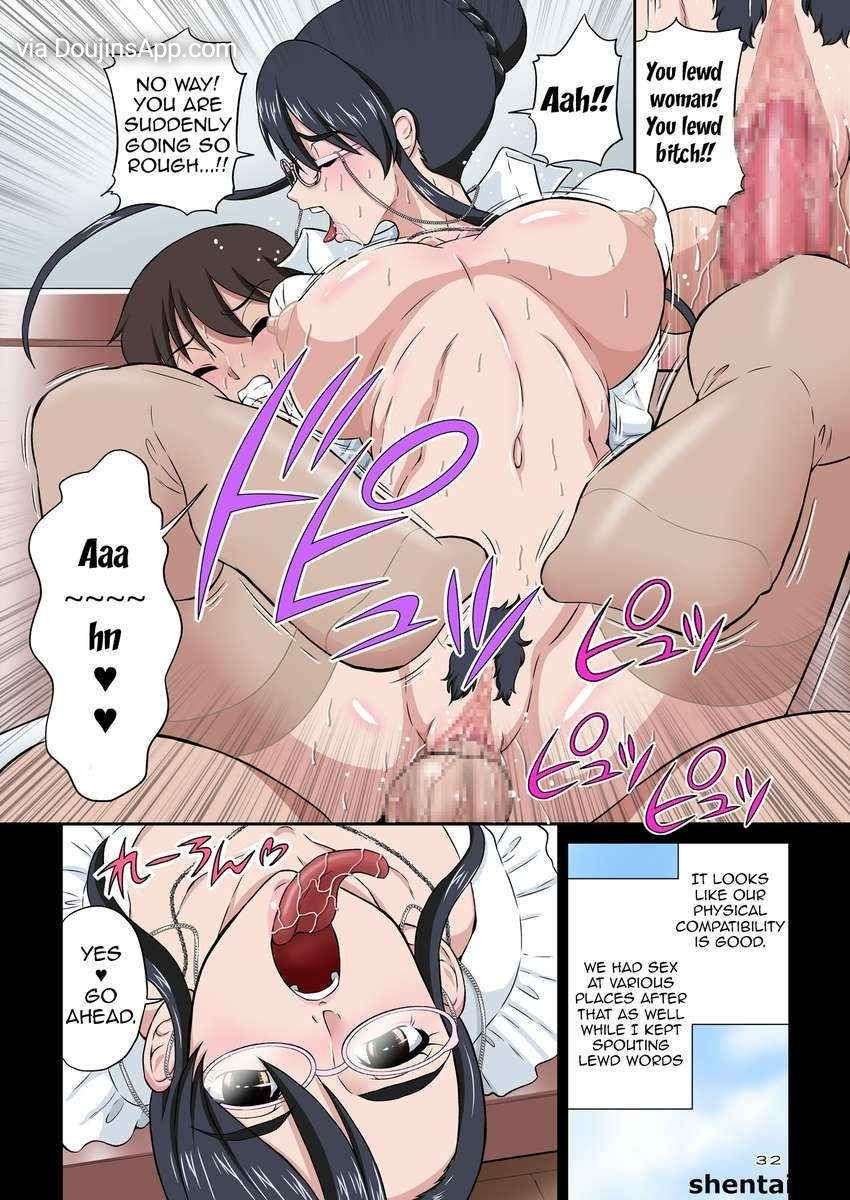 via DoujinsApp.com
NO WAY!
YOU ARE
SUDDENLY
GOING SO
ROUGH...!!
Aah!!
You lewd
woman!
You lewd
bitch!!
ドピュッ
Aaa
~~~~
hn
♥
♥
ピュッ
ピュッ
ピュッ
れーろんっ
YES
♥
GO
AHEAD.
IT LOOKS
LIKE OUR
PHYSICAL
COMPATIBILITY
IS GOOD.
WE HAD SEX
AT VARIOUS
PLACES AFTER
THAT AS WELL
WHILE I KEPT
SPOUTING
LEWD WORDS
32
shentai